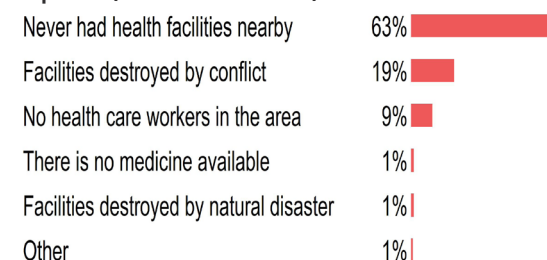 Never had health facilities nearby 63%
Facilities destroyed by conflict 19%
No health care workers in the area 9%
There is no medicine available 1%
Facilities destroyed by natural disaster 1%
Other 1%